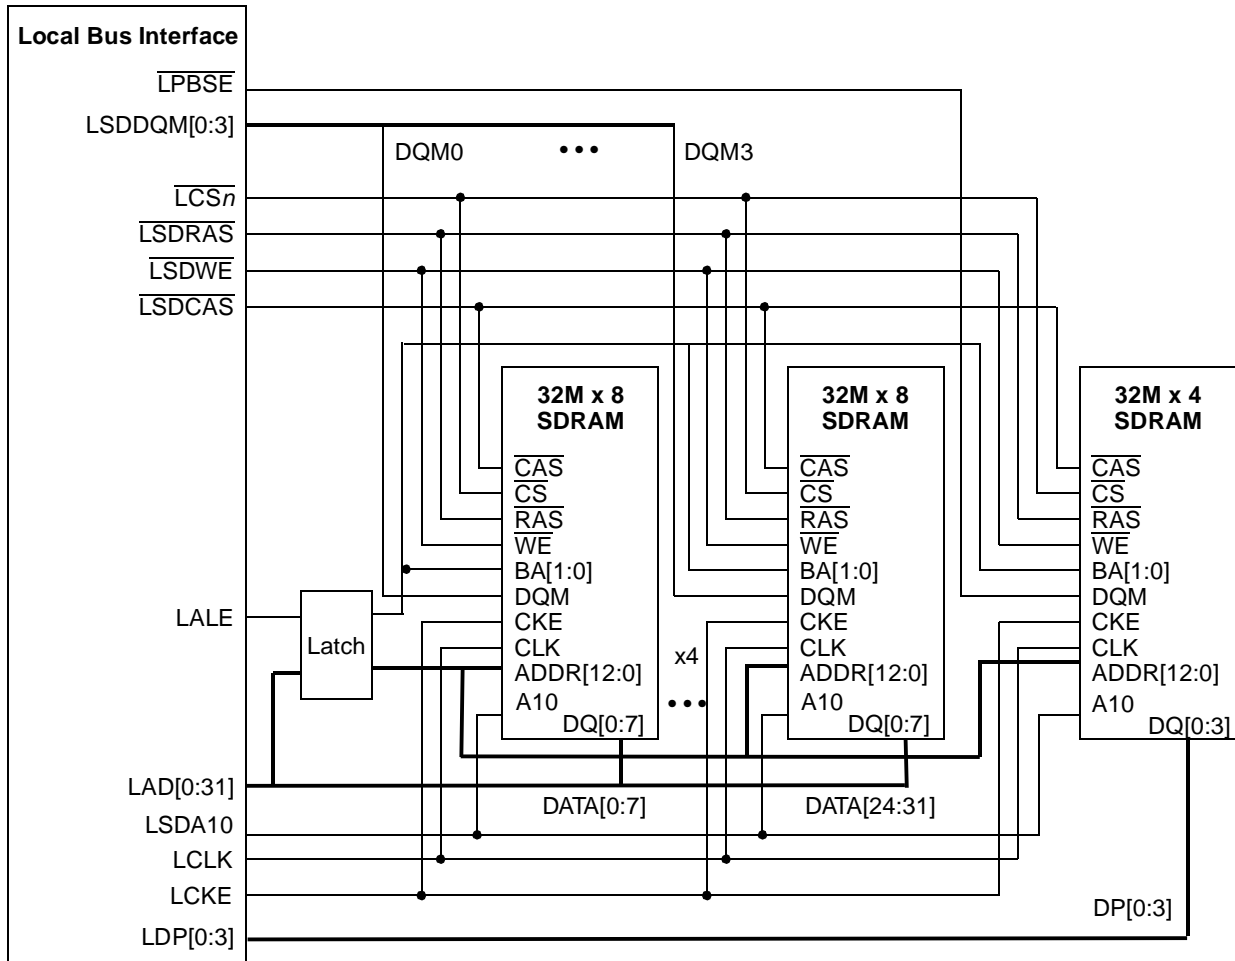 Local Bus Interface
LPBSE
LSDDQM[0:3]
DQM0
•••
DQM3
LCSn
LSDRAS
LSDWE
LSDCAS
32M x 8
SDRAM
CAS
CS
RAS
WE
BA[1:0]
DQM
CKE
CLK
ADDR[12:0]
A10
DQ[0:7]
x4
•••
32M x 8
SDRAM
CAS
CS
RAS
WE
BA[1:0]
DQM
CKE
CLK
ADDR[12:0]
A10
DQ[0:7]
32M x 4
SDRAM
CAS
CS
RAS
WE
BA[1:0]
DQM
CKE
CLK
ADDR[12:0]
A10
DQ[0:3]
LALE
Latch
LAD[0:31]
DATA[0:7]
DATA[24:31]
LSDA10
LCLK
LCKE
DP[0:3]
LDP[0:3]